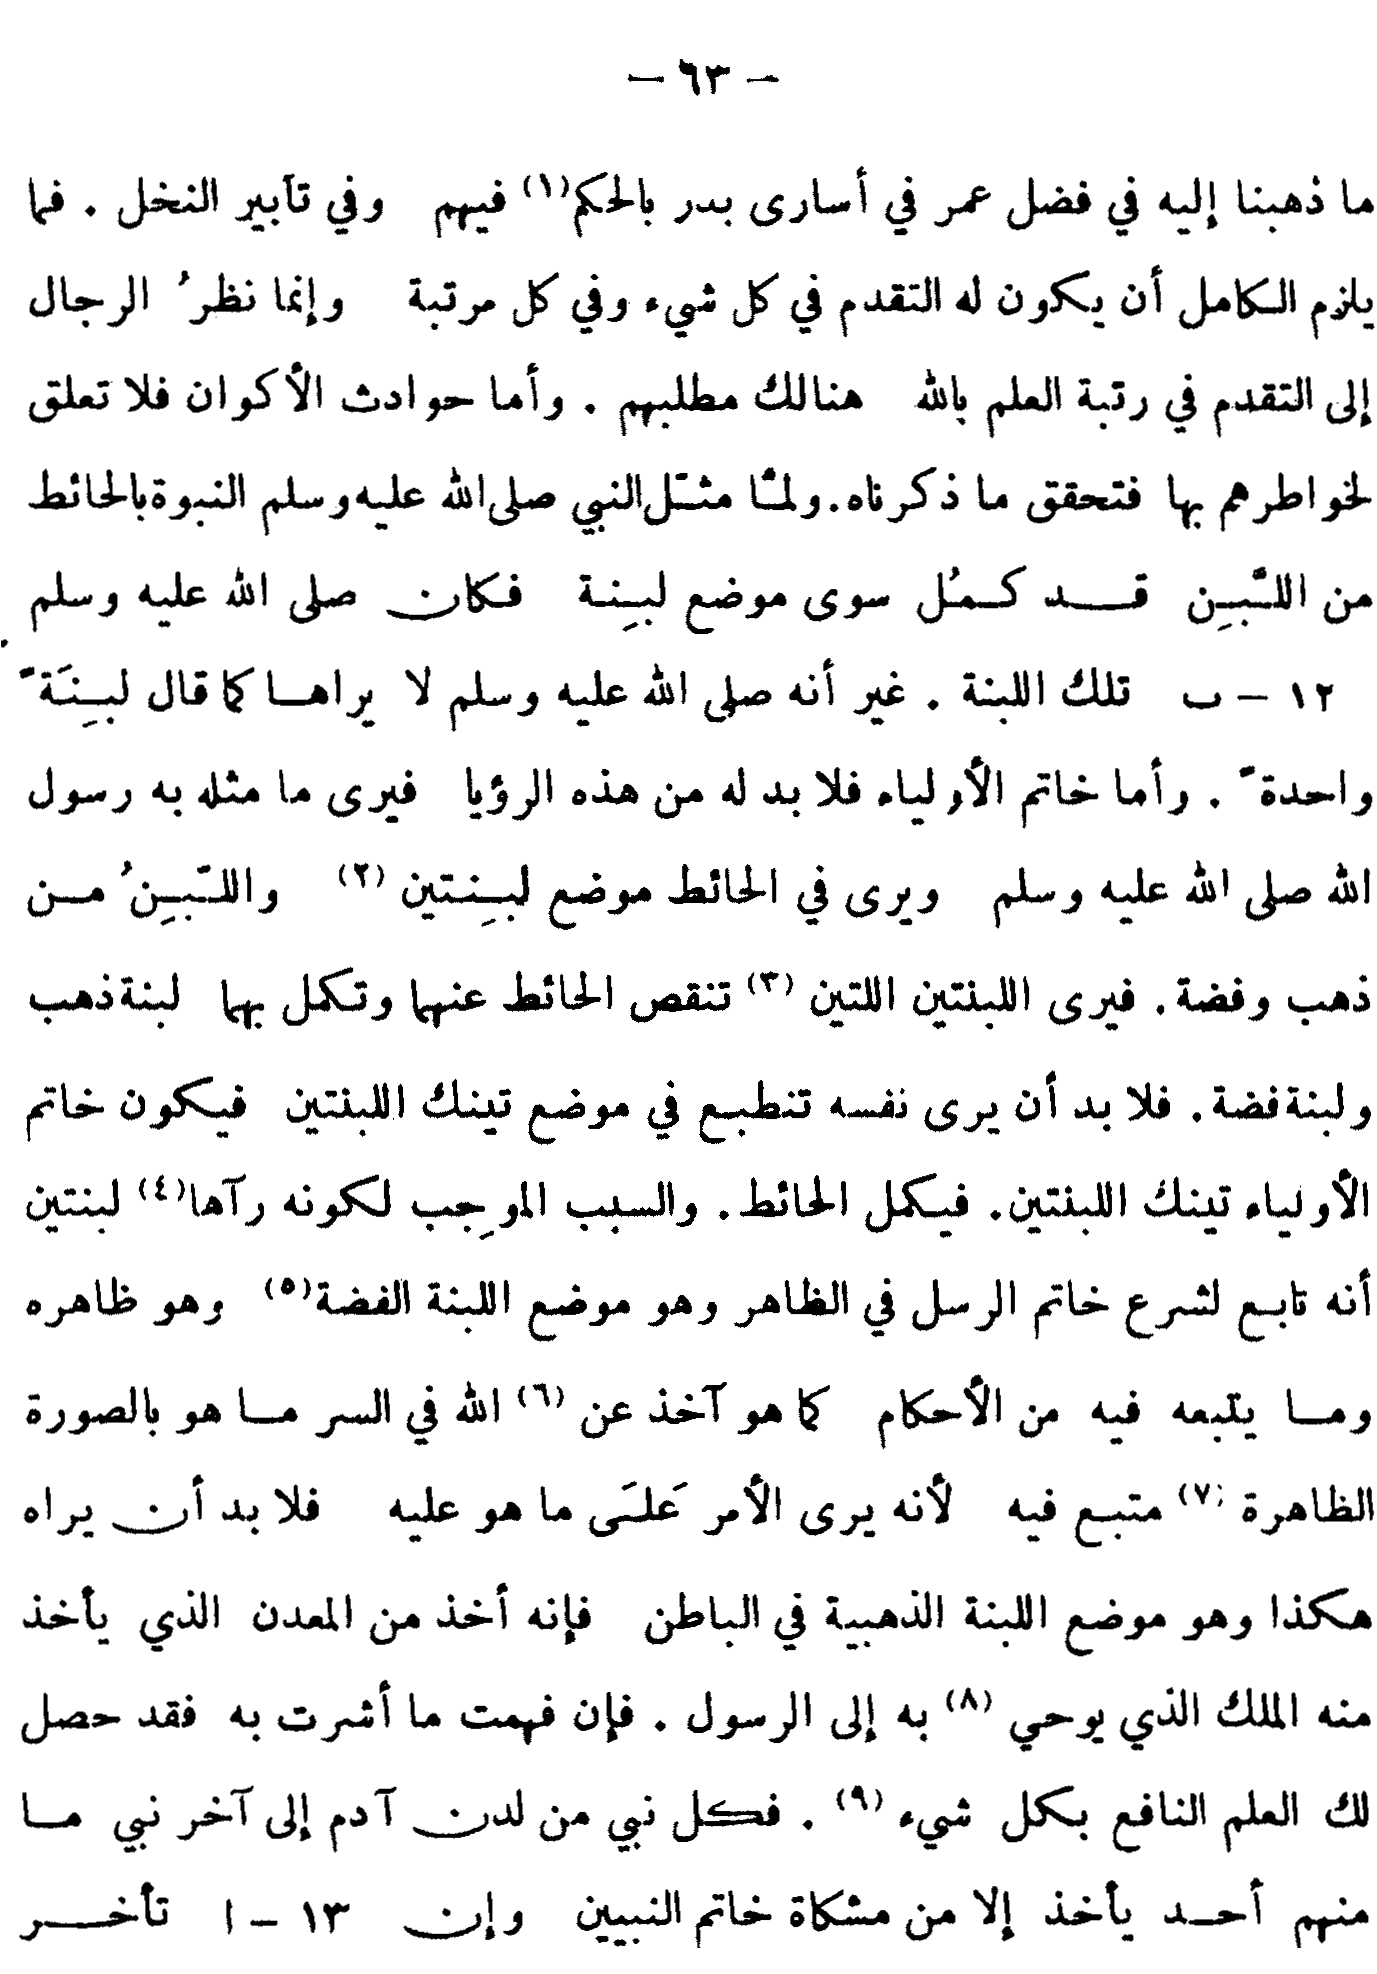 — ٦٣ —
ما ذهبنا إليه في فضل عمر في أسارى بدر بالحكم(١) فيهم وفي تأبير النخل . فما
يلزم الكامل أن يكون له التقدم في كل شيء وفي كل مرتبة وإنما نظرُ الرجال
إلى التقدم في رتبة العلم بالله هنالك مطلبهم . وأما حوادث الأكوان فلا تعلق
لخواطرهم بها فتحقق ما ذكرناه. ولمَّا مثَّل النبي صلى الله عليه وسلم النبوة بالحائط
من اللَّبِن قد كمُل سوى موضع لبِنة فكان صلى الله عليه وسلم
١٢ – ب تلك اللبنة . غير أنه صلى الله عليه وسلم لا يراها كما قال لبِنَةً
واحدةً . وأما خاتم الأولياء فلا بد له من هذه الرؤيا فيرى ما مثله به رسول
الله صلى الله عليه وسلم ويرى في الحائط موضع لبِنتين (٢) واللَّبِنُ من
ذهب وفضة . فيرى اللبنتين اللتين (٣) تنقص الحائط عنهما وتكمل بهما لبنة ذهب
ولبنة فضة . فلا بد أن يرى نفسه تنطبع في موضع تينك اللبنتين فيكون خاتم
الأولياء تينك اللبنتين. فيكمل الحائط . والسبب الموجِب لكونه رآها(٤) لبنتين
أنه تابع لشرع خاتم الرسل في الظاهر وهو موضع اللبنة الفضة(٥) وهو ظاهره
وما يتبعه فيه من الأحكام كما هو آخذ عن (٦) الله في السر ما هو بالصورة
الظاهرة (٧) متبع فيه لأنه يرى الأمر عَلَى ما هو عليه فلا بد أن يراه
هكذا وهو موضع اللبنة الذهبية في الباطن فإنه أخذ من المعدن الذي يأخذ
منه الملك الذي يوحي (٨) به إلى الرسول . فإن فهمت ما أشرت به فقد حصل
لك العلم النافع بكل شيء (٩) . فكل نبي من لدن آدم إلى آخر نبي ما
منهم أحد يأخذ إلا من مشكاة خاتم النبيين وإن ١٣ – ا تأخر